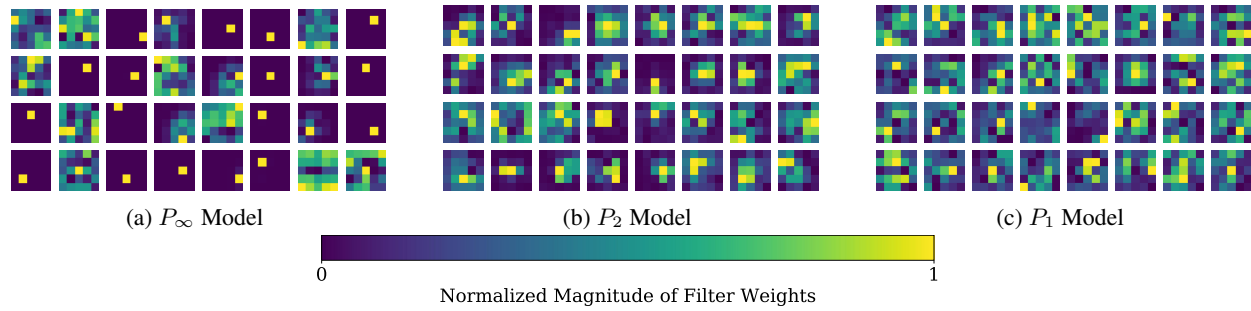 (a) P∞ Model
(b) P2 Model
(c) P1 Model
0 1
Normalized Magnitude of Filter Weights